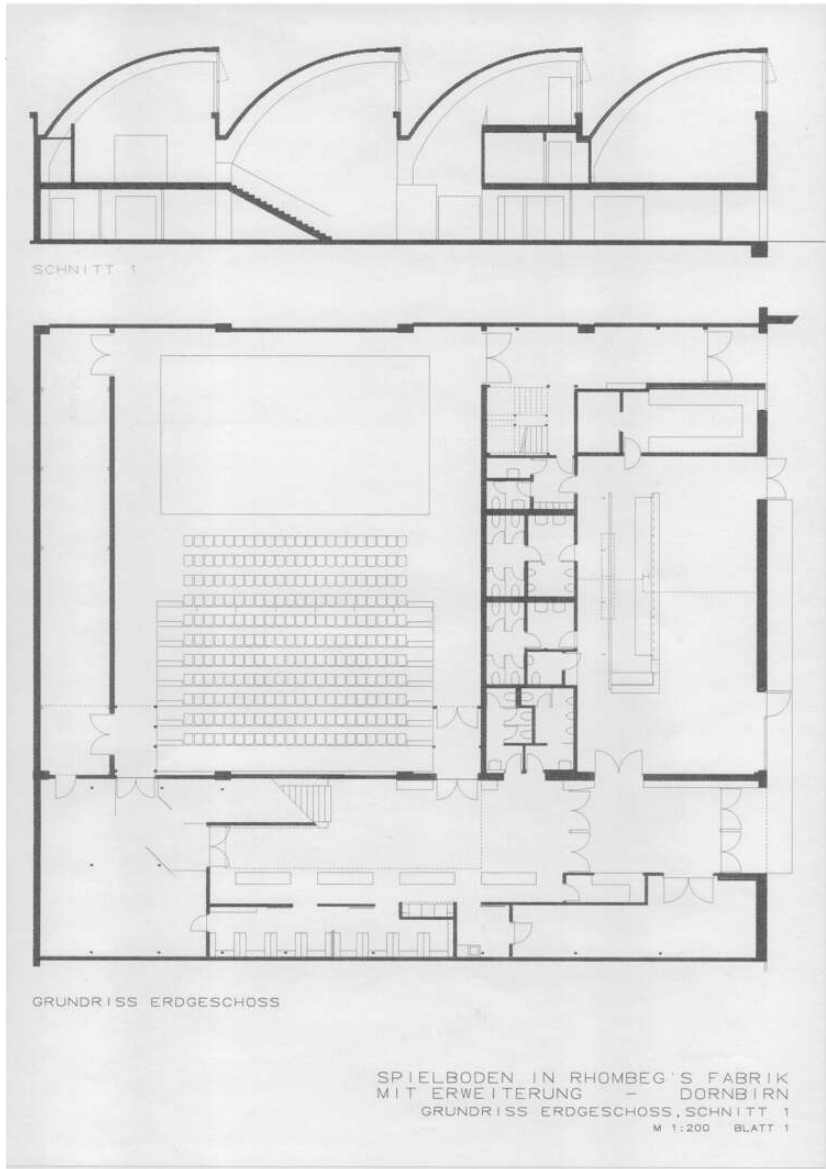 SCHNITT 1
GRUNDRISS ERDGESCHOSS
SPIELBODEN IN RHOMBEG'S FABRIK
MIT ERWEITERUNG - DORNBIRN
GRUNDRISS ERDGESCHOSS, SCHNITT 1
M 1:200 BLATT 1